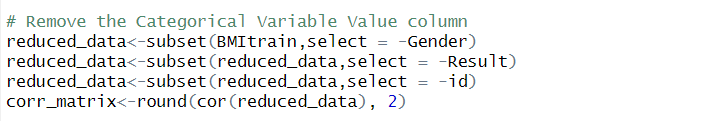 # Remove the Categorical Variable Value column
reduced_data<-subset(BMItrain,select = -Gender)
reduced_data<-subset(reduced_data,select = -Result)
reduced_data<-subset(reduced_data,select = -id)
corr_matrix<-round(cor(reduced_data), 2)